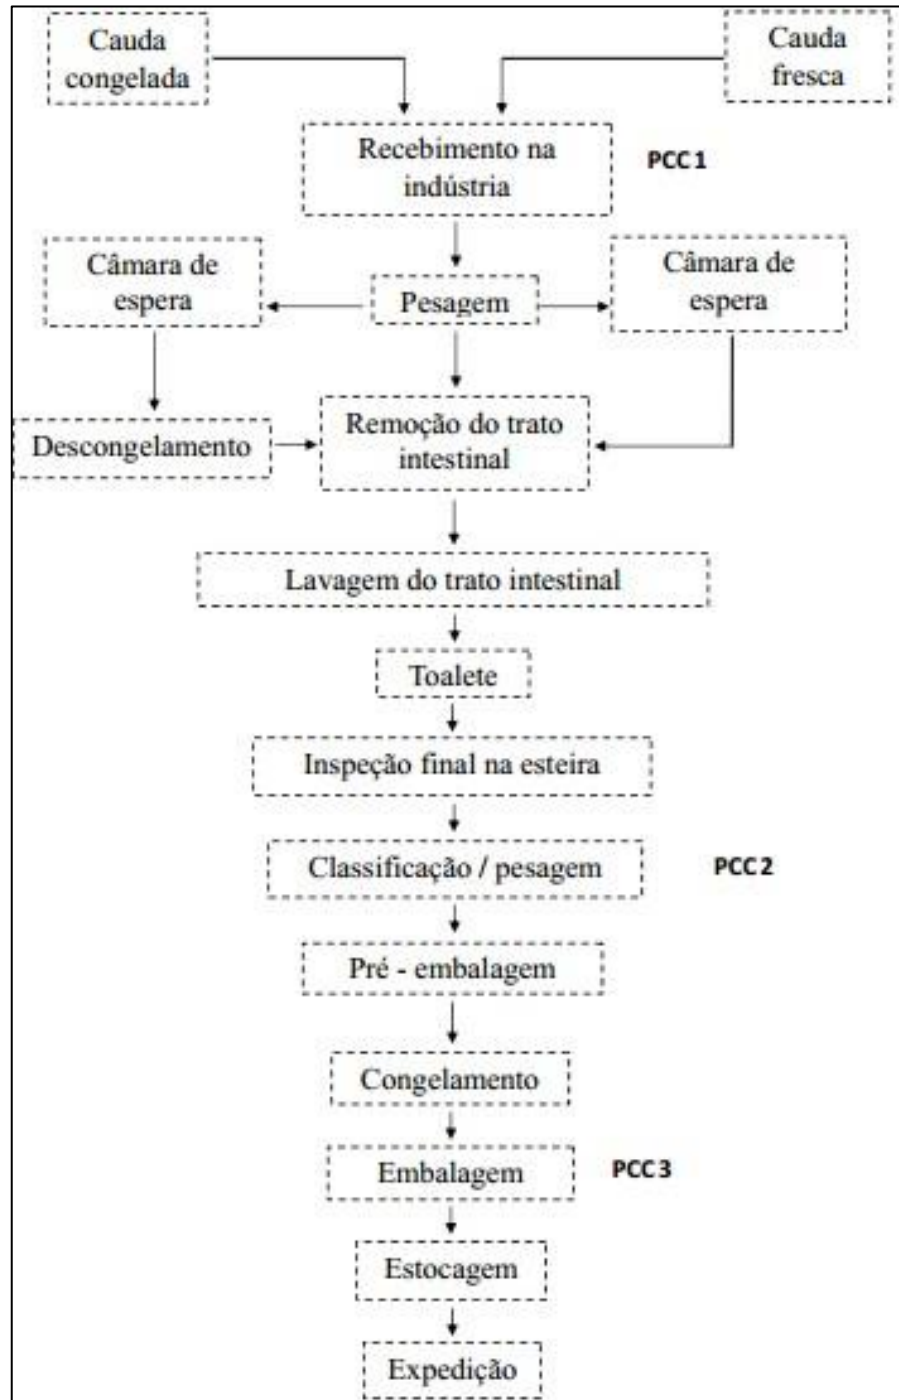 Cauda
congelada
Cauda
fresca
Recebimento na
indústria
PCC 1
Câmara de
espera
Pesagem
Câmara de
espera
Descongelamento
Remoção do trato
intestinal
Lavagem do trato intestinal
Toalete
Inspeção final na esteira
Classificação / pesagem
PCC 2
Pré - embalagem
Congelamento
Embalagem
PCC 3
Estocagem
Expedição